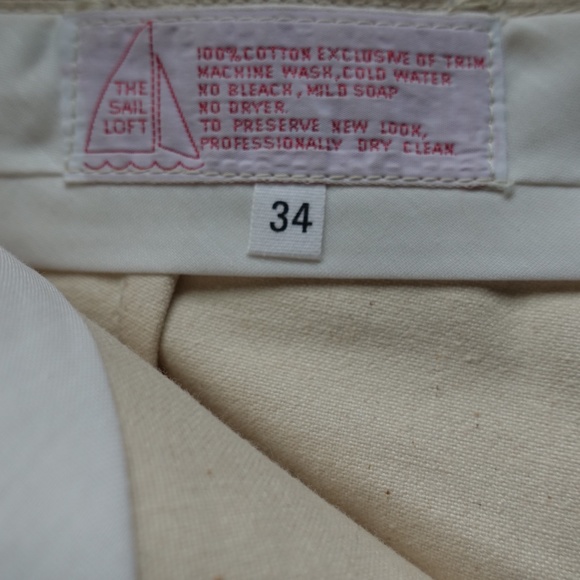 THE
SAIL
LOFT
100% COTTON EXCLUSIVE OF TRIM
MACHINE WASH, COLD WATER
NO BLEACH, MILD SOAP
NO DRYER.
TO PRESERVE NEW LOOK,
PROFESSIONALLY DRY CLEAN.
34